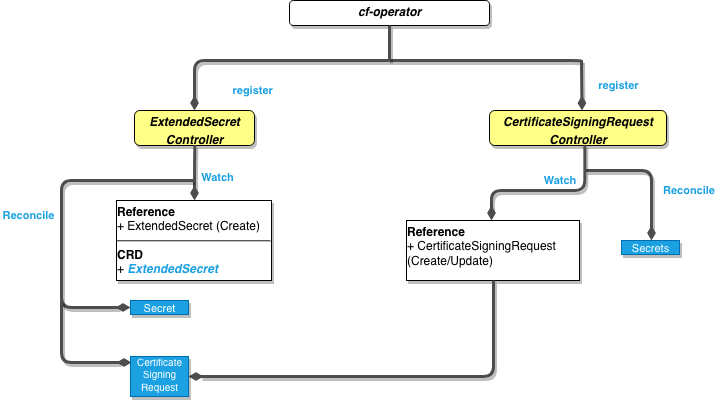 cf-operator
register
register
ExtendedSecret
Controller
CertificateSigningRequest
Controller
Watch
Watch
Reconcile
Reconcile
Reference
+ ExtendedSecret (Create)
CRD
+ ExtendedSecret
Reference
+ CertificateSigningRequest
(Create/Update)
Secrets
Secret
Certificate
Signing
Request